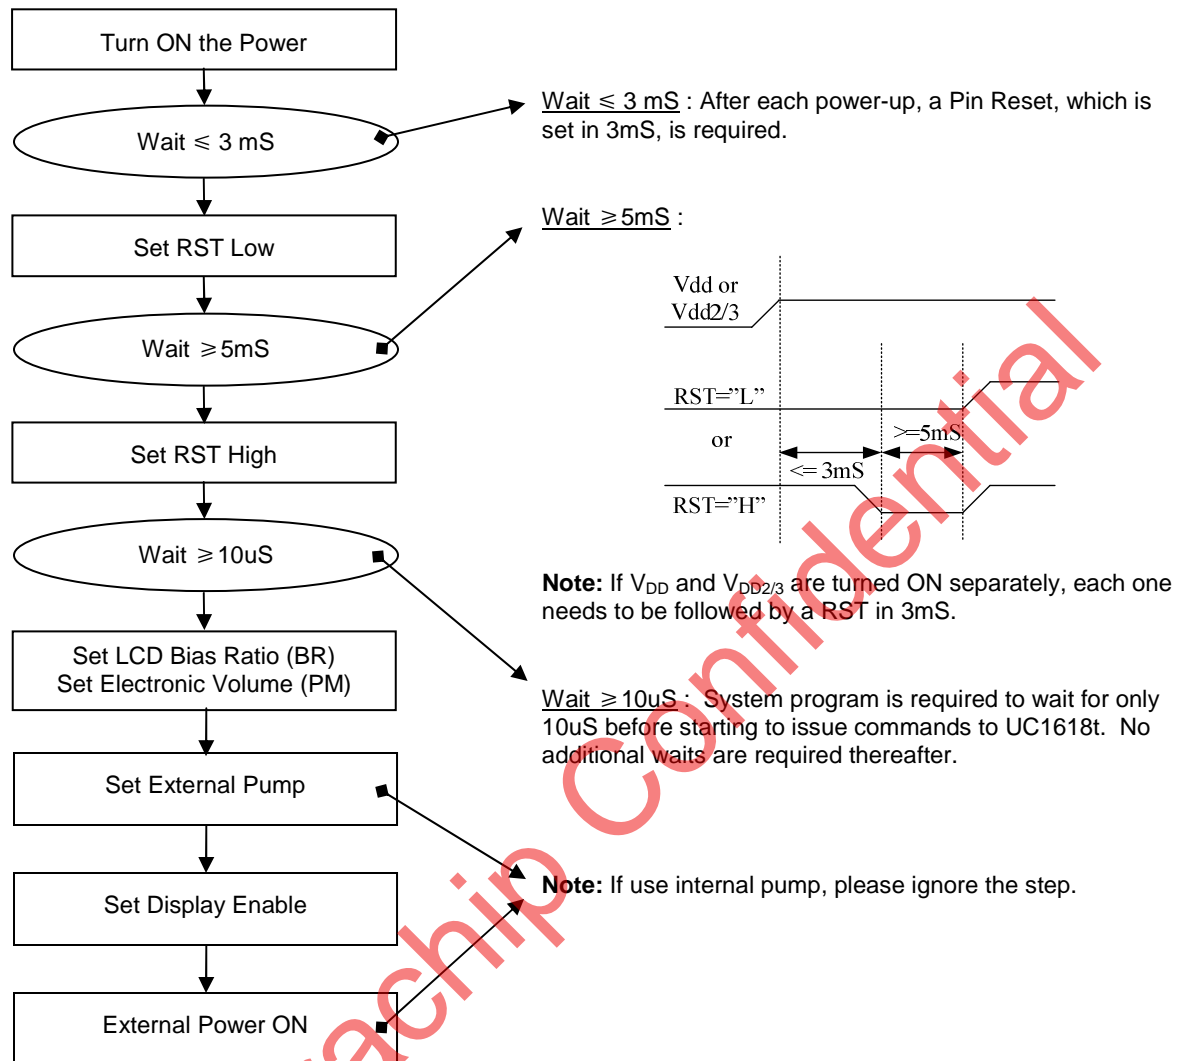 Turn ON the Power
Wait ≤ 3 mS
Set RST Low
Wait ≥5mS
Set RST High
Wait ≥10uS
Set LCD Bias Ratio (BR)
Set Electronic Volume (PM)
Set External Pump
Set Display Enable
External Power ON
Wait ≤ 3 mS : After each power-up, a Pin Reset, which is
set in 3mS, is required.
Wait ≥5mS :
Vdd or
Vdd2/3
RST="L"
or
>=5mS
<= 3mS
RST="H"
Note: If VDD and VDD2/3 are turned ON separately, each one
needs to be followed by a RST in 3mS.
Wait ≥10uS : System program is required to wait for only
10uS before starting to issue commands to UC1618t. No
additional waits are required thereafter.
Note: If use internal pump, please ignore the step.
Confidential